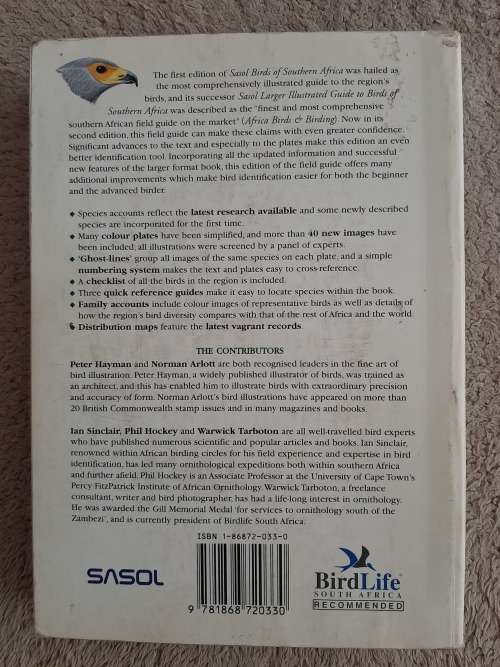 The first edition of Sasol Birds of Southern Africa was hailed as
the most comprehensively illustrated guide to the region's
birds, and its successor Sasol Larger Illustrated Guide to Birds of
Southern Africa was described as the "finest and most comprehensive
southern African field guide on the market" (Africa Birds & Birding). Now in its
second edition, this field guide can make these claims with even greater confidence.
Significant advances to the text and especially to the plates make this edition an even
better identification tool. Incorporating all the updated information and successful
new features of the larger format book, this edition of the field guide offers many
additional improvements which make bird identification easier for both the beginner
and the advanced birder.
◆ Species accounts reflect the latest research available and some newly described
species are incorporated for the first time.
◆ Many colour plates have been simplified, and more than 40 new images have
been included; all illustrations were screened by a panel of experts.
◆ 'Ghost-lines' group all images of the same species on each plate, and a simple
numbering system makes the text and plates easy to cross-reference.
◆ A checklist of all the birds in the region is included.
◆ Three quick reference guides make it easy to locate species within the book.
◆ Family accounts include colour images of representative birds as well as details of
how the region's bird diversity compares with that of the rest of Africa and the world.
◆ Distribution maps feature the latest vagrant records.
THE CONTRIBUTORS
Peter Hayman and Norman Arlott are both recognised leaders in the fine art of
bird illustration. Peter Hayman, a widely published illustrator of birds, was trained as
an architect, and this has enabled him to illustrate birds with extraordinary precision
and accuracy of form. Norman Arlott's bird illustrations have appeared on more than
20 British Commonwealth stamp issues and in many magazines and books.
Ian Sinclair, Phil Hockey and Warwick Tarboton are all well-travelled bird experts
who have published numerous scientific and popular articles and books. Ian Sinclair,
renowned within African birding circles for his field experience and expertise in bird
identification, has led many ornithological expeditions both within southern Africa
and further afield. Phil Hockey is an Associate Professor at the University of Cape Town's
Percy FitzPatrick Institute of African Ornithology. Warwick Tarboton, a freelance
consultant, writer and bird photographer, has had a life-long interest in ornithology.
He was awarded the Gill Memorial Medal 'for services to ornithology south of the
Zambezi', and is currently president of Birdlife South Africa.
ISBN 1-86872-033-0
9 781868 720330
SASOL
BirdLife
SOUTH AFRICA
RECOMMENDED